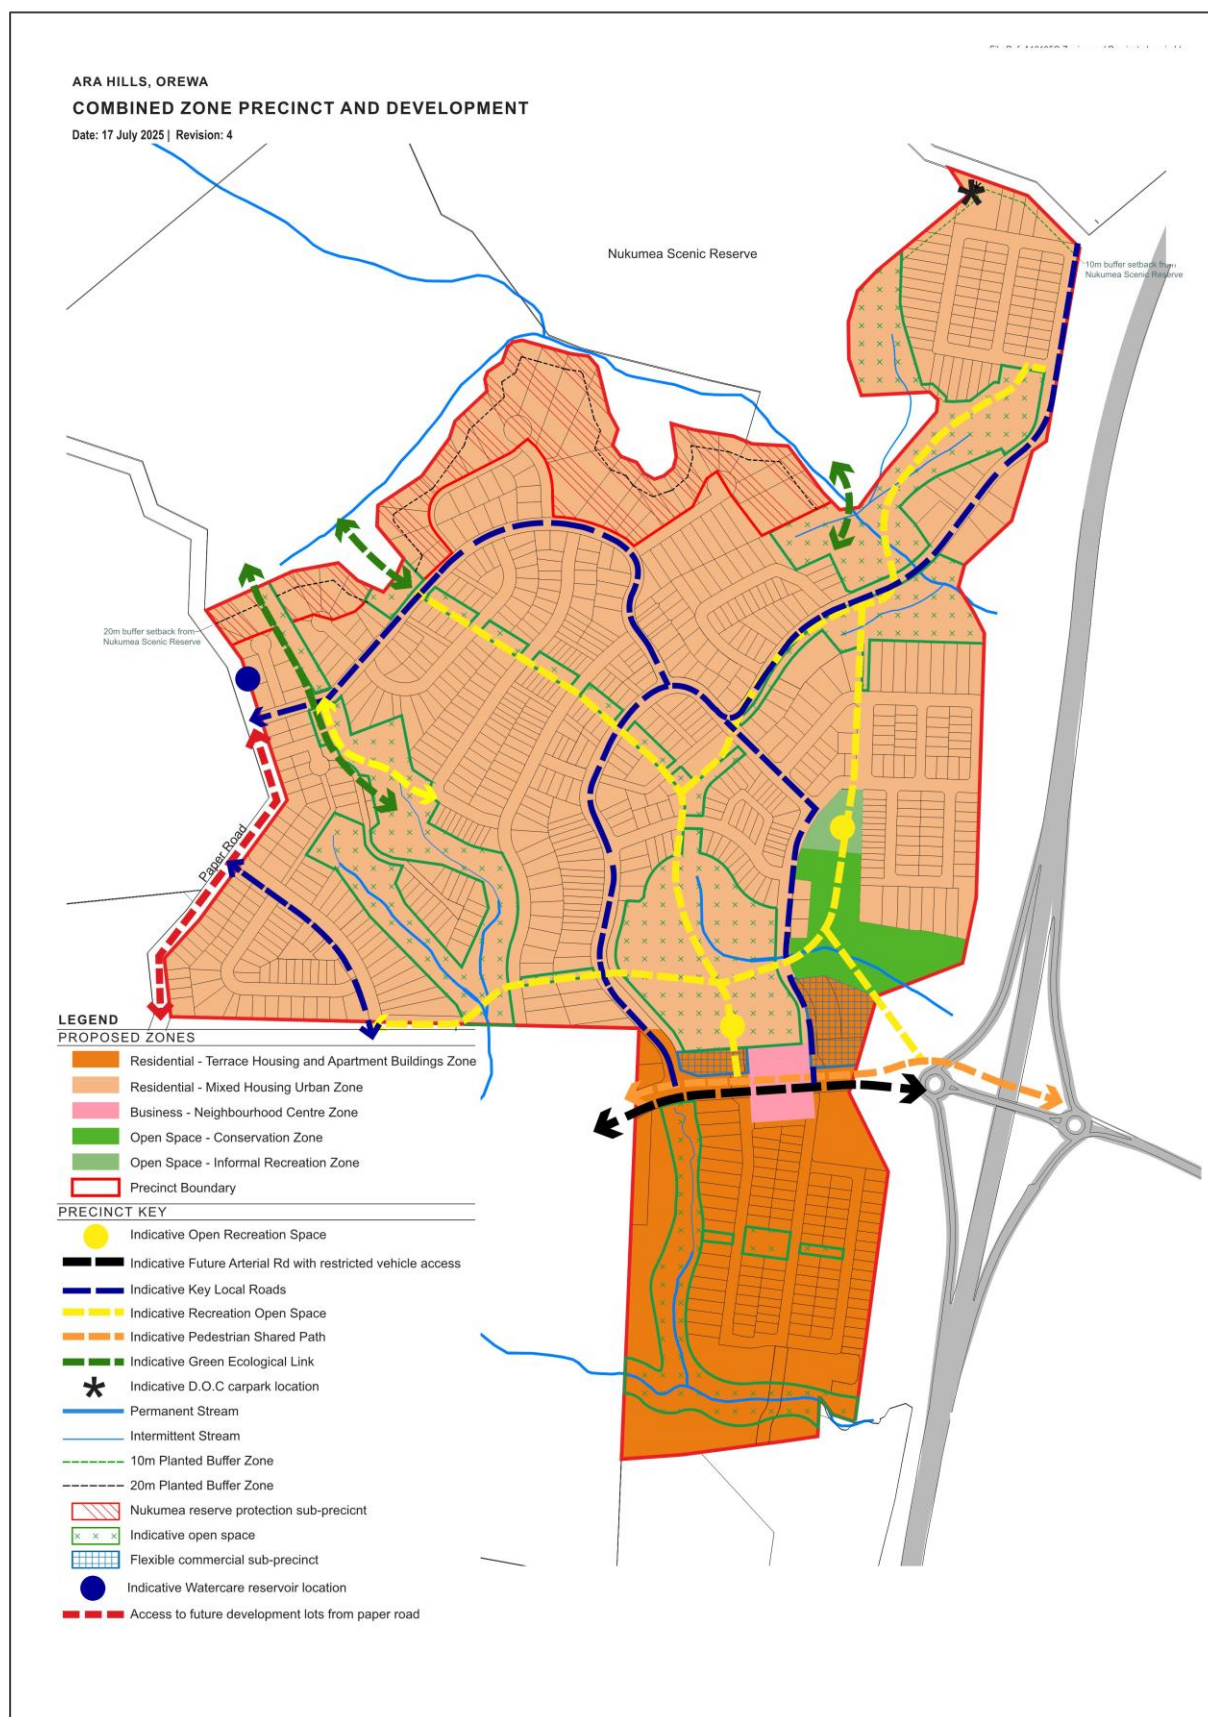 ARA HILLS, OREWA
COMBINED ZONE PRECINCT AND DEVELOPMENT
Date: 17 July 2025 | Revision: 4
Nukumea Scenic Reserve
10m buffer setback from
Nukumea Scenic Reserve
20m buffer setback from
Nukumea Scenic Reserve
Paper Road
LEGEND
PROPOSED ZONES
Residential - Terrace Housing and Apartment Buildings Zone
Residential - Mixed Housing Urban Zone
Business - Neighbourhood Centre Zone
Open Space - Conservation Zone
Open Space - Informal Recreation Zone
Precinct Boundary
PRECINCT KEY
Indicative Open Recreation Space
Indicative Future Arterial Rd with restricted vehicle access
Indicative Key Local Roads
Indicative Recreation Open Space
Indicative Pedestrian Shared Path
Indicative Green Ecological Link
Indicative D.O.C carpark location
Permanent Stream
Intermittent Stream
10m Planted Buffer Zone
20m Planted Buffer Zone
Nukumea reserve protection sub-precicnt
Indicative open space
Flexible commercial sub-precinct
Indicative Watercare reservoir location
Access to future development lots from paper road